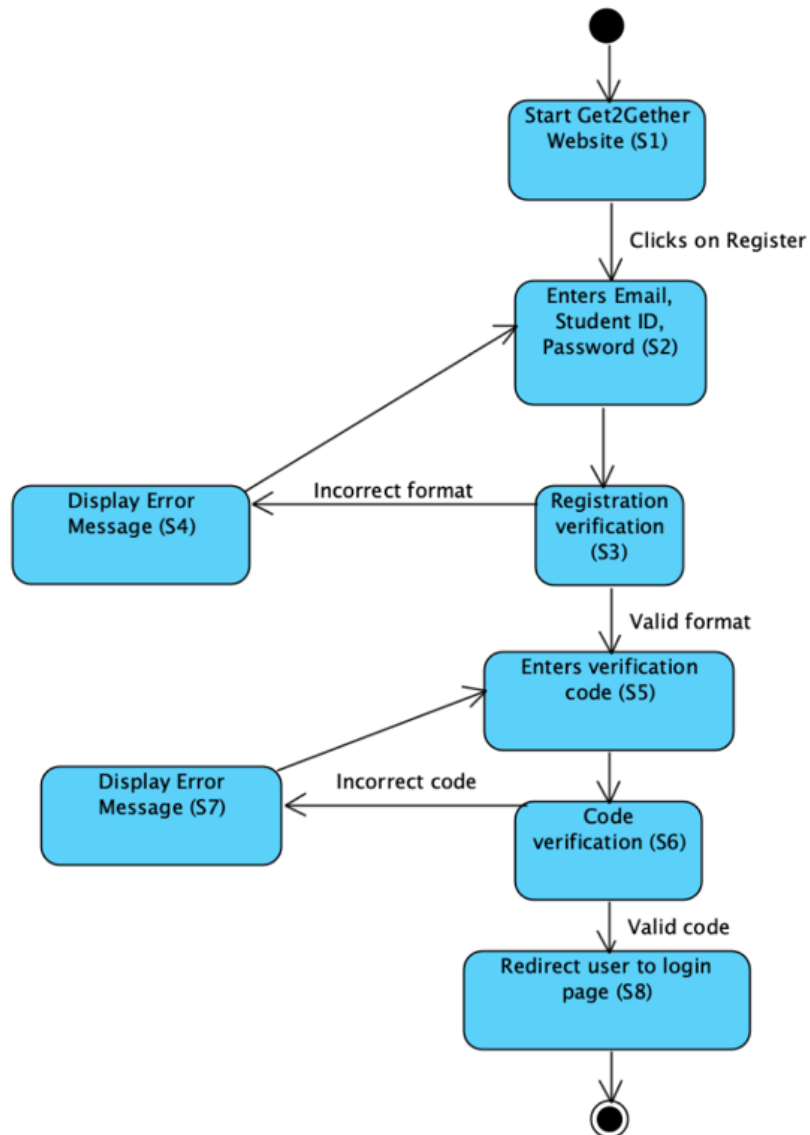 Start Get2Gether
Website (S1)
Clicks on Register
Enters Email,
Student ID,
Password (S2)
Display Error
Message (S4)
Incorrect format
Registration
verification
(S3)
Valid format
Enters verification
code (S5)
Display Error
Message (S7)
Incorrect code
Code
verification (S6)
Valid code
Redirect user to login
page (S8)